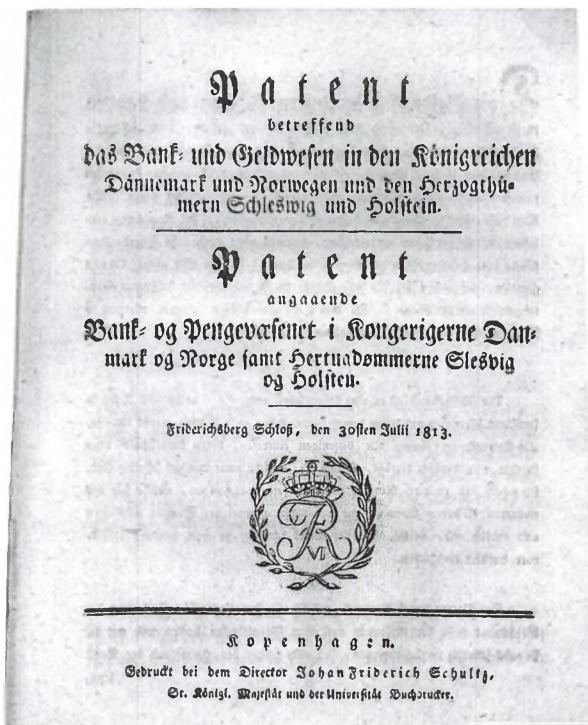 Patent
betreffend
das Bank- und Geldwesen in den Königreichen
Dännemark und Norwegen und den Herzogthü-
mern Schleswig und Holstein.
Patent
angaaende
Bank- og Pengevæsenet i Kongerigerne Dan-
mark og Norge samt Hertugdømmerne Slesvig
og Holsten.
Friderichsberg Schloß, den 30sten Julii 1813.
FR
VI
Kopenhagen.
Gedruckt bei dem Director Johan Friderich Schultz,
Sr. Königl. Majestät und der Universität Buchdrucker.